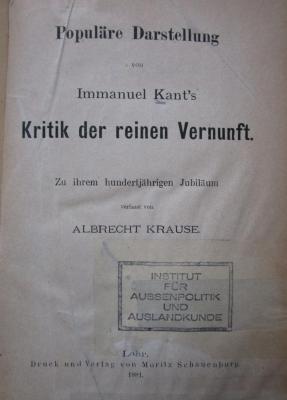 Populäre Darstellung
von
Immanuel Kant's
Kritik der reinen Vernunft.
Zu ihrem hundertjährigen Jubiläum
verfasst von
ALBRECHT KRAUSE.
INSTITUT
FÜR
AUSSENPOLITIK
UND
AUSLANDKUNDE
Lahr,
Druck und Verlag von Moritz Schauenburg
1881.